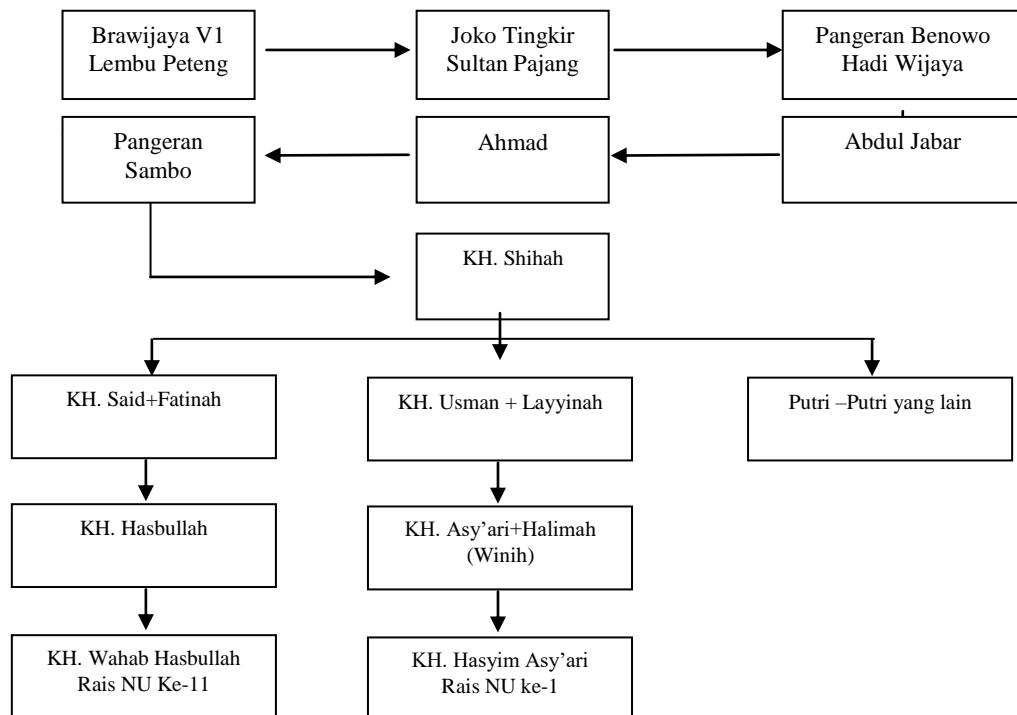 Brawijaya V1
Lembu Peteng
Joko Tingkir
Sultan Pajang
Pangeran Benowo
Hadi Wijaya
Pangeran
Sambo
Ahmad
Abdul Jabar
KH. Shihah
KH. Said+Fatinah
KH. Usman + Layyinah
Putri –Putri yang lain
KH. Hasbullah
KH. Asy’ari+Halimah
(Winih)
KH. Wahab Hasbullah
Rais NU Ke-11
KH. Hasyim Asy’ari
Rais NU ke-1